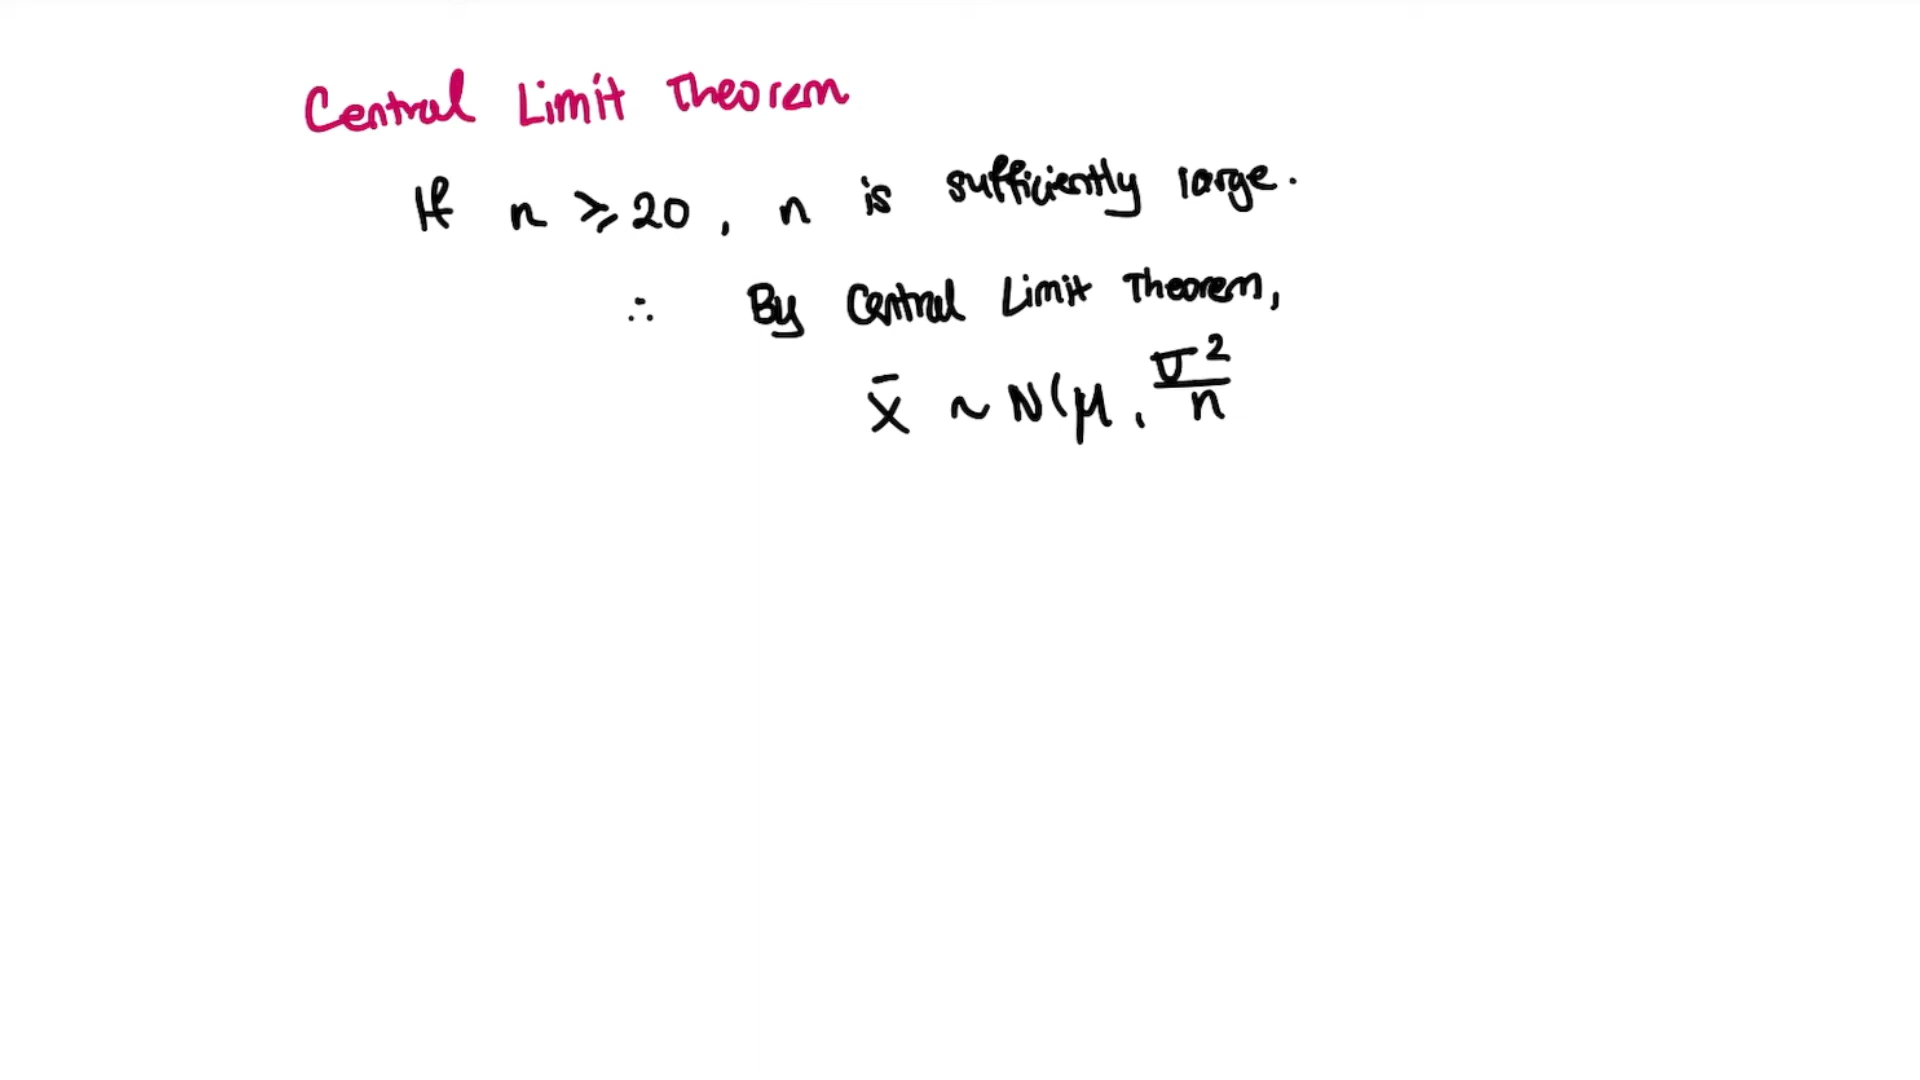 Central Limit Theorem
If n ≥ 20, n is sufficiently large.
∴ By Central Limit Theorem,
x̄ ~ N(μ, σ²/n